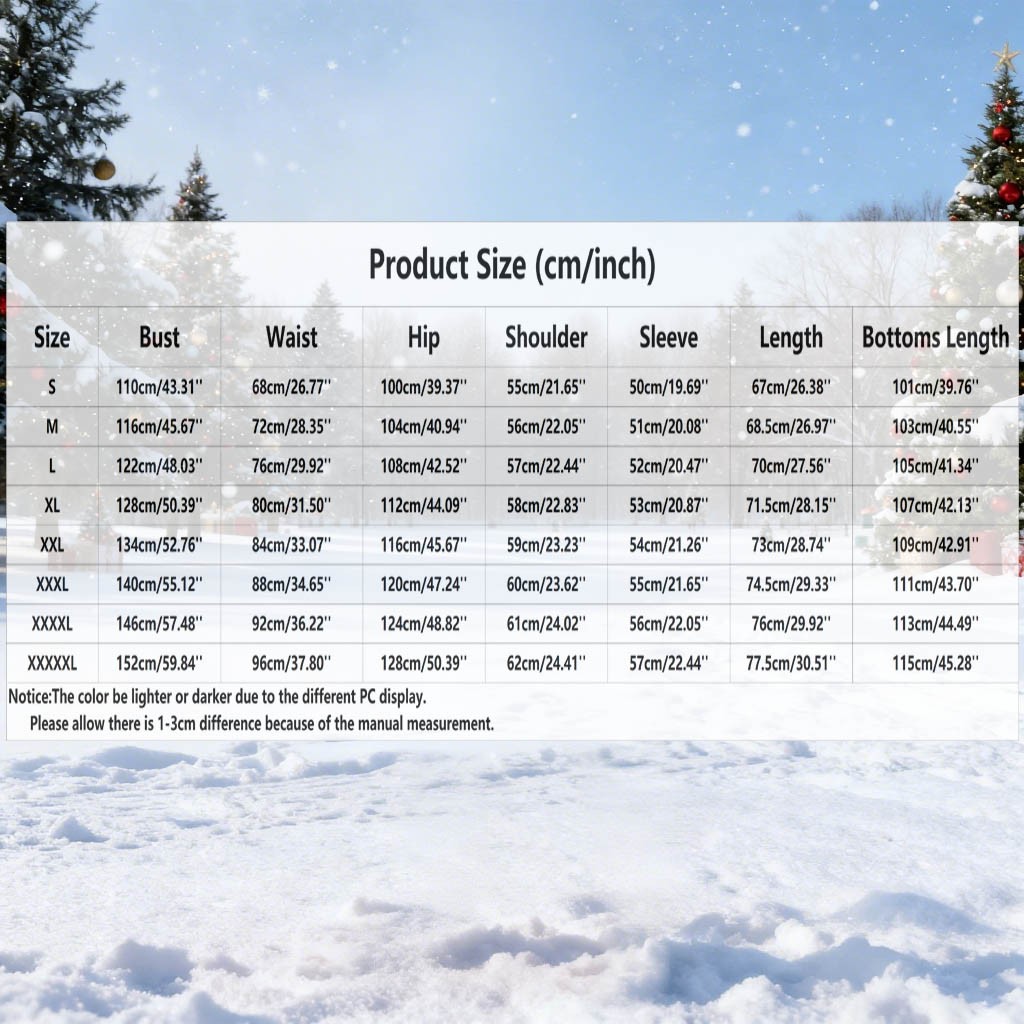 Product Size (cm/inch)
Size Bust Waist Hip Shoulder Sleeve Length Bottoms Length
S 110cm/43.31'' 68cm/26.77'' 100cm/39.37'' 55cm/21.65'' 50cm/19.69'' 67cm/26.38'' 101cm/39.76''
M 116cm/45.67'' 72cm/28.35'' 104cm/40.94'' 56cm/22.05'' 51cm/20.08'' 68.5cm/26.97'' 103cm/40.55''
L 122cm/48.03'' 76cm/29.92'' 108cm/42.52'' 57cm/22.44'' 52cm/20.47'' 70cm/27.56'' 105cm/41.34''
XL 128cm/50.39'' 80cm/31.50'' 112cm/44.09'' 58cm/22.83'' 53cm/20.87'' 71.5cm/28.15'' 107cm/42.13''
XXL 134cm/52.76'' 84cm/33.07'' 116cm/45.67'' 59cm/23.23'' 54cm/21.26'' 73cm/28.74'' 109cm/42.91''
XXXL 140cm/55.12'' 88cm/34.65'' 120cm/47.24'' 60cm/23.62'' 55cm/21.65'' 74.5cm/29.33'' 111cm/43.70''
XXXXL 146cm/57.48'' 92cm/36.22'' 124cm/48.82'' 61cm/24.02'' 56cm/22.05'' 76cm/29.92'' 113cm/44.49''
XXXXXL 152cm/59.84'' 96cm/37.80'' 128cm/50.39'' 62cm/24.41'' 57cm/22.44'' 77.5cm/30.51'' 115cm/45.28''
Notice:The color be lighter or darker due to the different PC display.
Please allow there is 1-3cm difference because of the manual measurement.